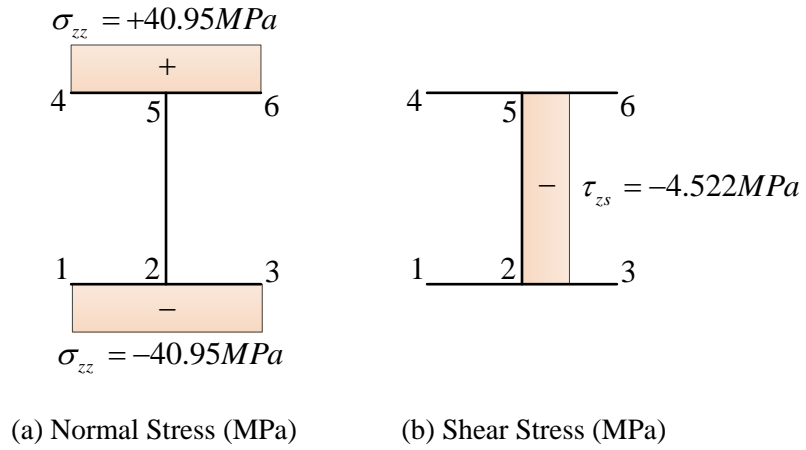 σzz = +40.95MPa
+
4 5 6
1 2 3
−
σzz = −40.95MPa
(a) Normal Stress (MPa)
4 5 6
− τzs = −4.522MPa
1 2 3
(b) Shear Stress (MPa)